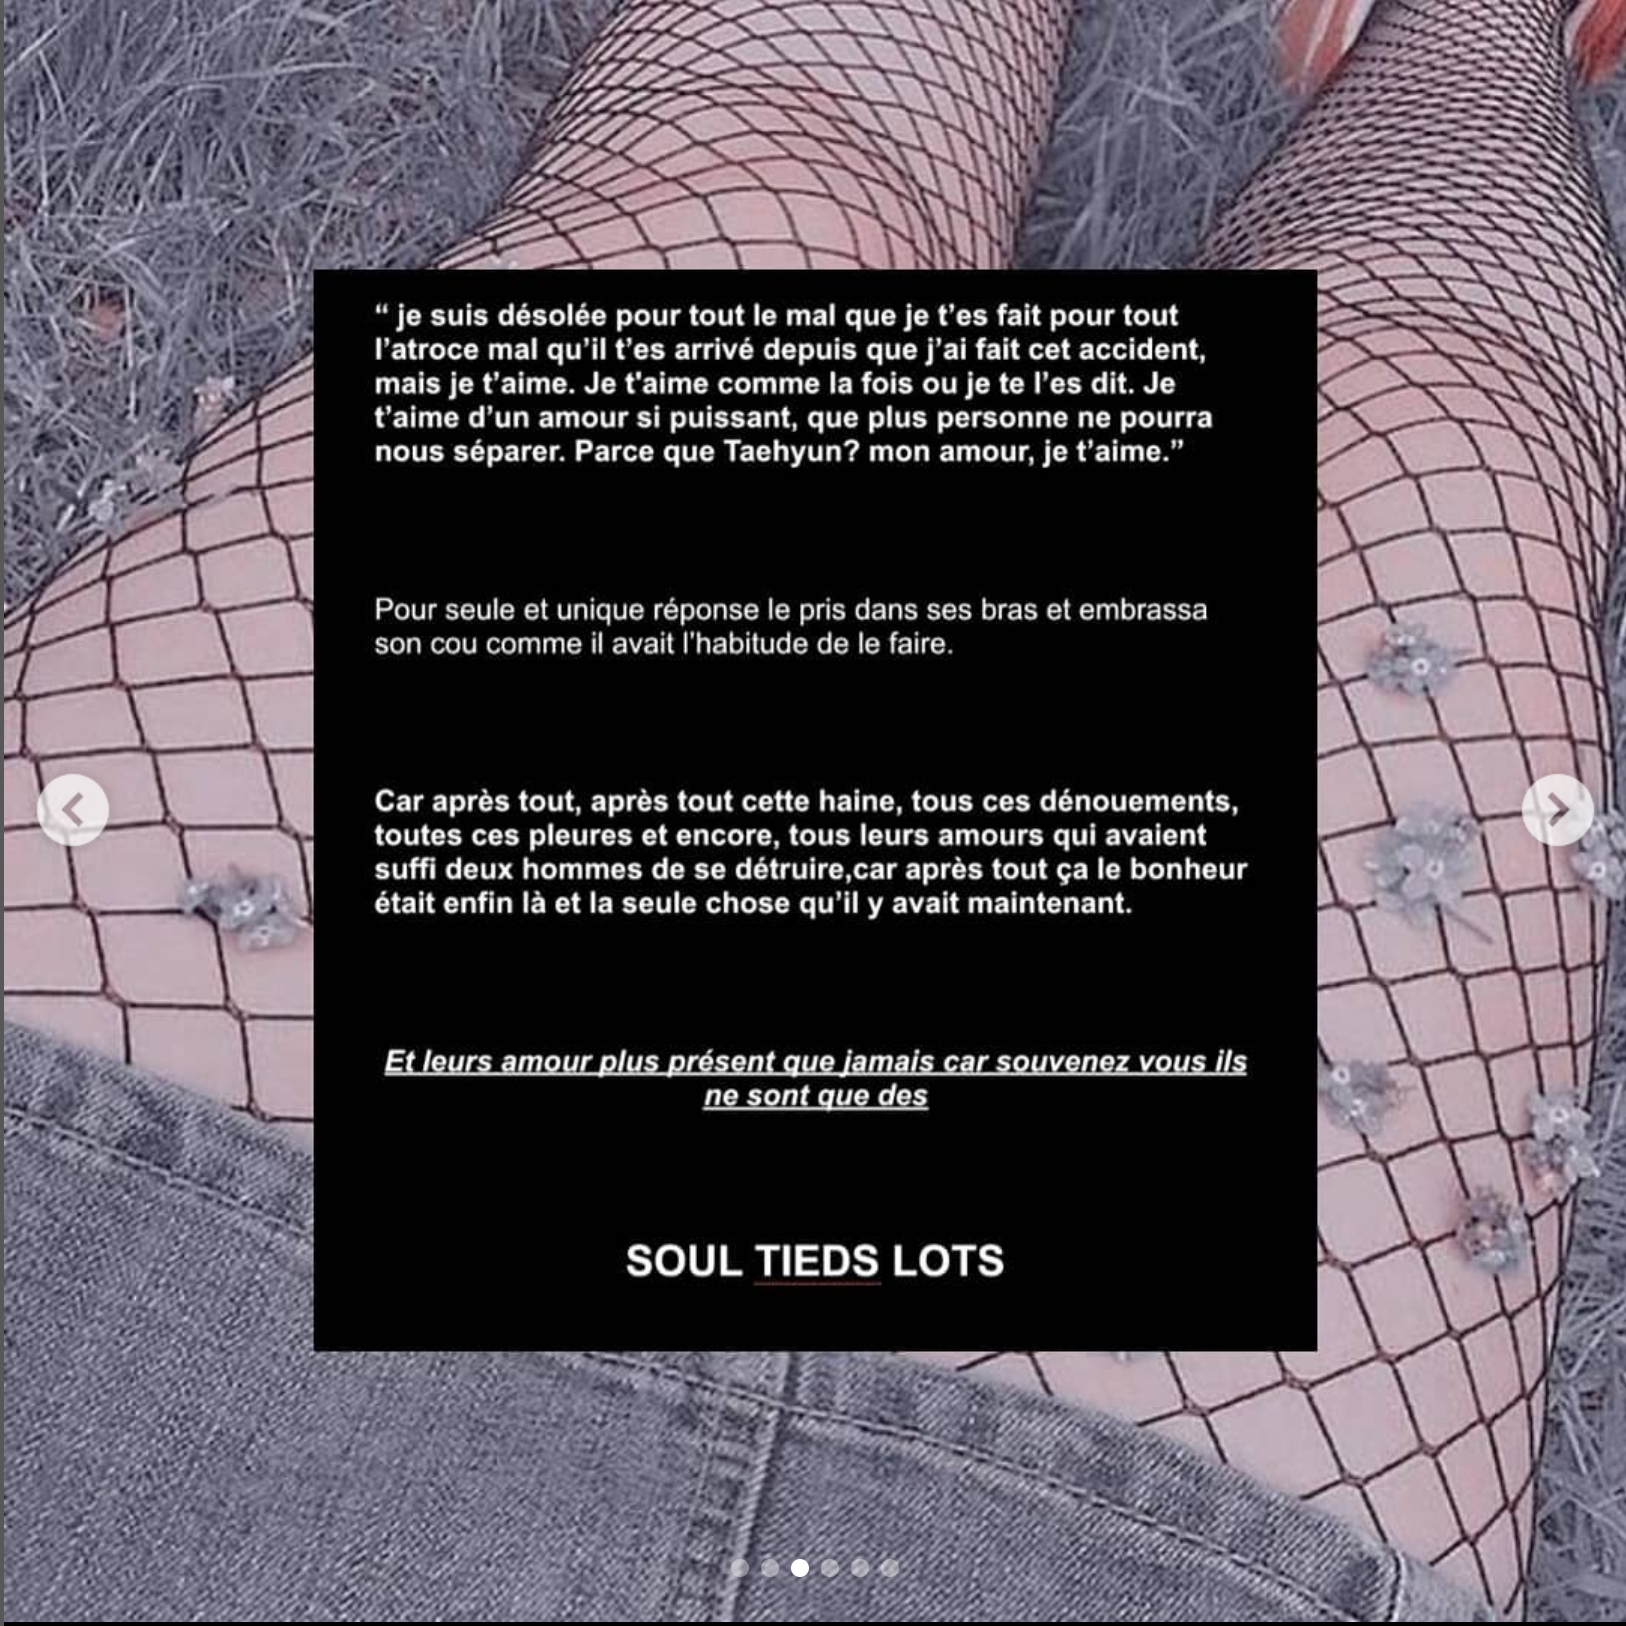 “ je suis désolée pour tout le mal que je t’es fait pour tout
l’atroce mal qu’il t’es arrivé depuis que j’ai fait cet accident,
mais je t’aime. Je t'aime comme la fois ou je te l’es dit. Je
t’aime d’un amour si puissant, que plus personne ne pourra
nous séparer. Parce que Taehyun? mon amour, je t’aime.”
Pour seule et unique réponse le pris dans ses bras et embrassa
son cou comme il avait l'habitude de le faire.
Car après tout, après tout cette haine, tous ces dénouements,
toutes ces pleures et encore, tous leurs amours qui avaient
suffi deux hommes de se détruire,car après tout ça le bonheur
était enfin là et la seule chose qu’il y avait maintenant.
Et leurs amour plus présent que jamais car souvenez vous ils
ne sont que des
SOUL TIEDS LOTS